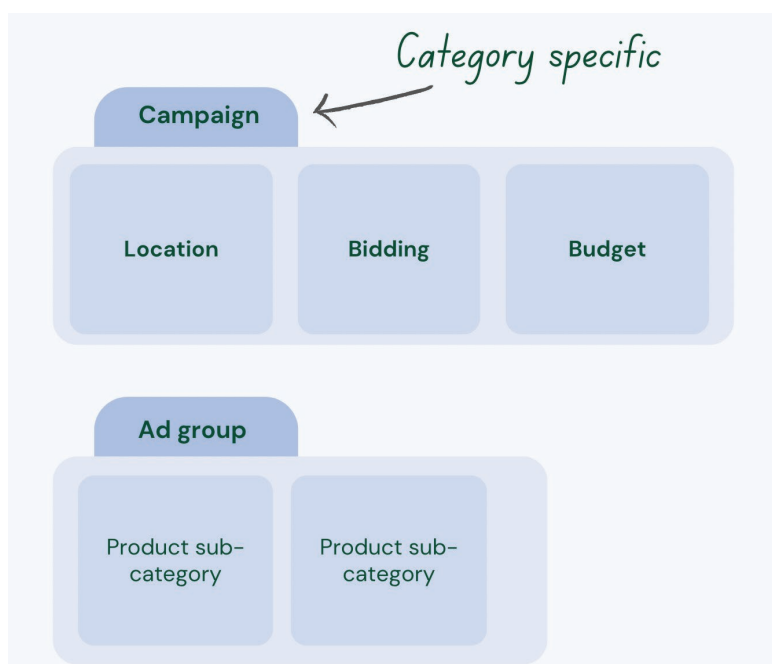 Category specific
Campaign
Location
Bidding
Budget
Ad group
Product sub-
category
Product sub-
category